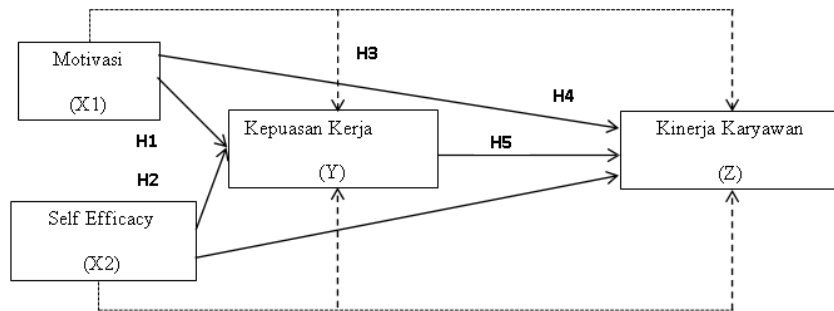 Motivasi
(X1)
H3
H4
Kepuasan Kerja
(Y)
Kinerja Karyawan
(Z)
H1
H5
H2
Self Efficacy
(X2)